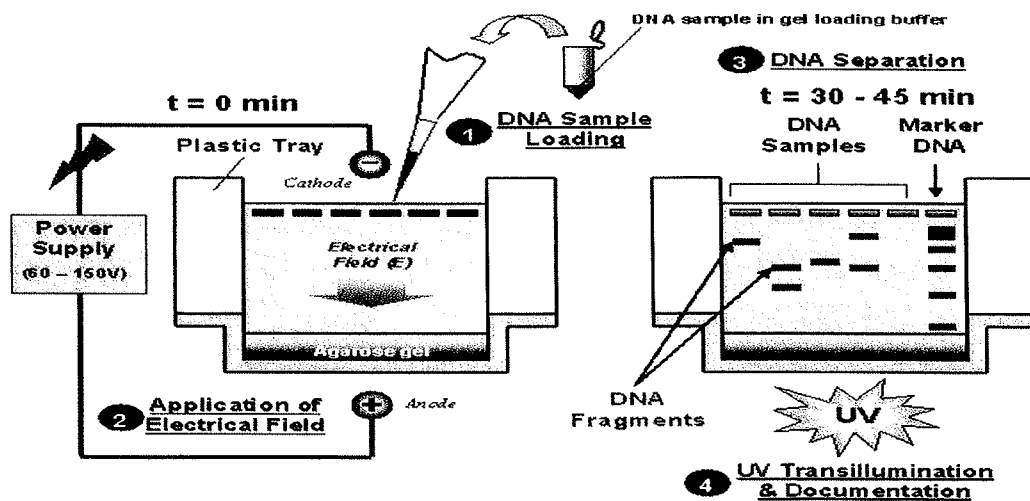 DNA sample in gel loading buffer
t = 0 min
1 DNA Sample
Loading
Plastic Tray
−
Cathode
Power
Supply
(60 – 150V)
Electrical
Field (E)
Agarose gel
2 Application of
Electrical Field
+
Anode
3 DNA Separation
t = 30 - 45 min
DNA
Samples
Marker
DNA
DNA
Fragments
UV
4 UV Transillumination
& Documentation